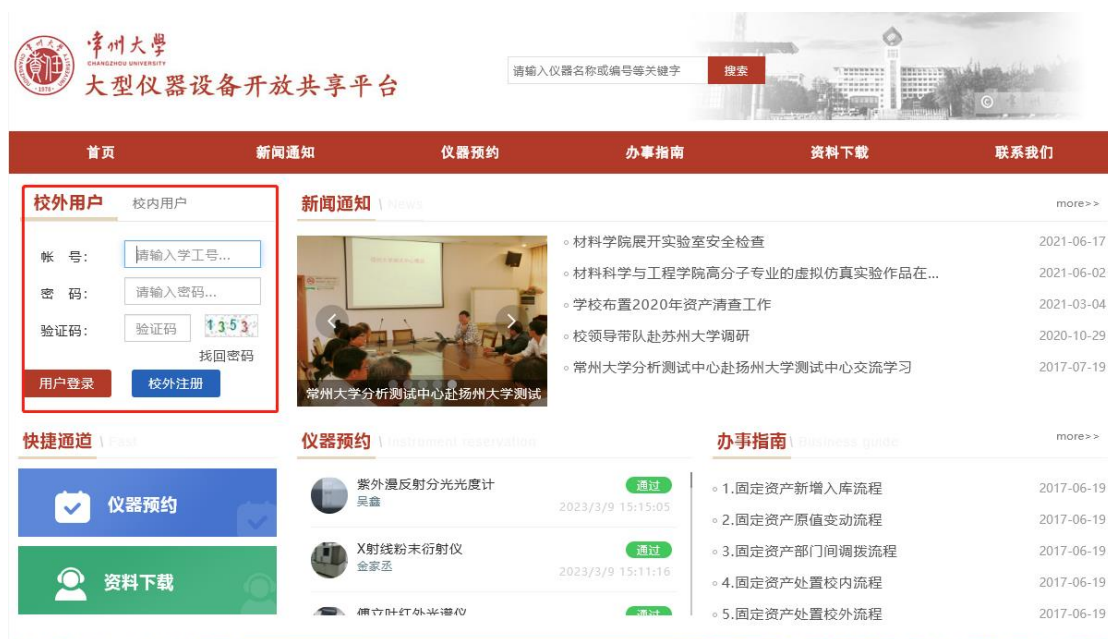 常州大學
CHANGZHOU UNIVERSITY
大型仪器设备开放共享平台
请输入仪器名称或编号等关键字 搜索
首页 新闻通知 仪器预约 办事指南 资料下载 联系我们
校外用户 校内用户
帐 号: 请输入学工号...
密 码: 请输入密码...
验证码: 验证码 1353
找回密码
用户登录 校外注册
新闻通知 \ News more>>
常州大学分析测试中心赴扬州大学测试
◦材料学院展开实验室安全检查 2021-06-17
◦材料科学与工程学院高分子专业的虚拟仿真实验作品在... 2021-06-02
◦学校布置2020年资产清查工作 2021-03-04
◦校领导带队赴苏州大学调研 2020-10-29
◦常州大学分析测试中心赴扬州大学测试中心交流学习 2017-07-19
快捷通道 \ Fast
仪器预约
资料下载
仪器预约 \ Instrument reservation
紫外漫反射分光光度计 通过
吴鑫 2023/3/9 15:15:05
X射线粉末衍射仪 通过
金家丞 2023/3/9 15:11:16
傅立叶红外光谱仪 通过
办事指南 \ Business guide more>>
◦1.固定资产新增入库流程 2017-06-19
◦2.固定资产原值变动流程 2017-06-19
◦3.固定资产部门间调拨流程 2017-06-19
◦4.固定资产处置校内流程 2017-06-19
◦5.固定资产处置校外流程 2017-06-19